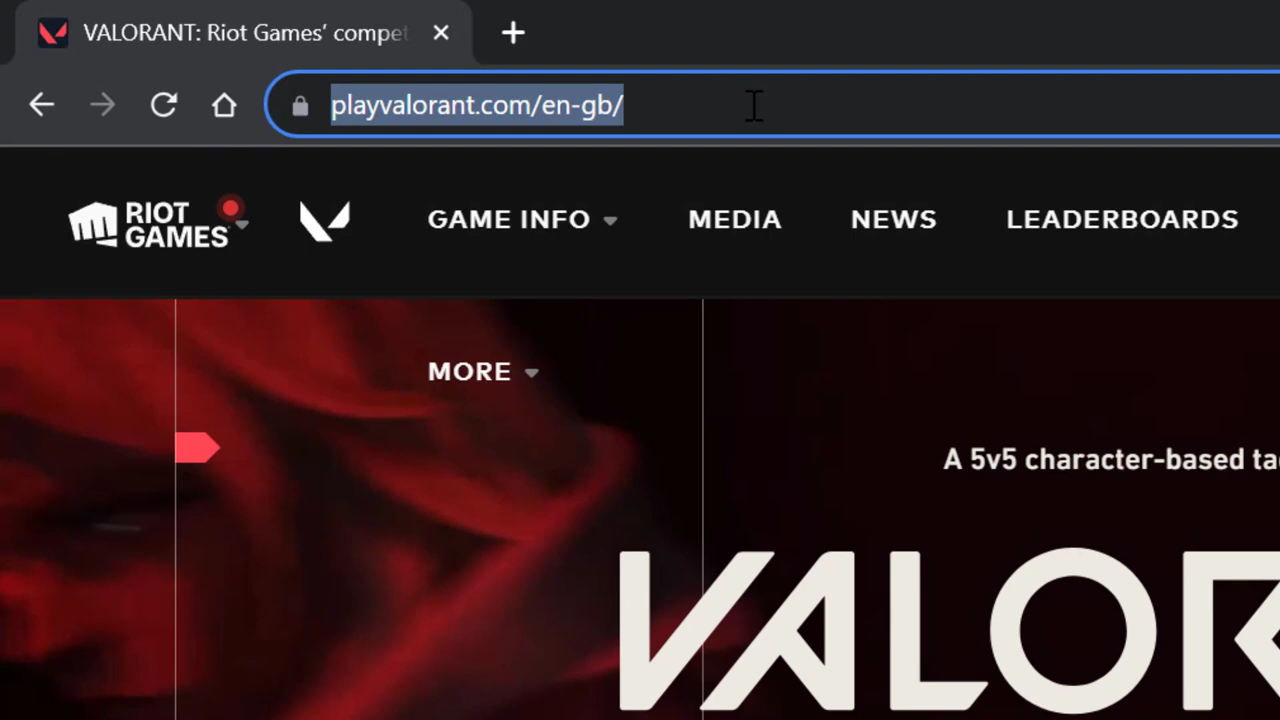 VALORANT: Riot Games’ compet
playvalorant.com/en-gb/
RIOT GAMES
GAME INFO
MEDIA
NEWS
LEADERBOARDS
MORE
A 5v5 character-based ta
VALOR